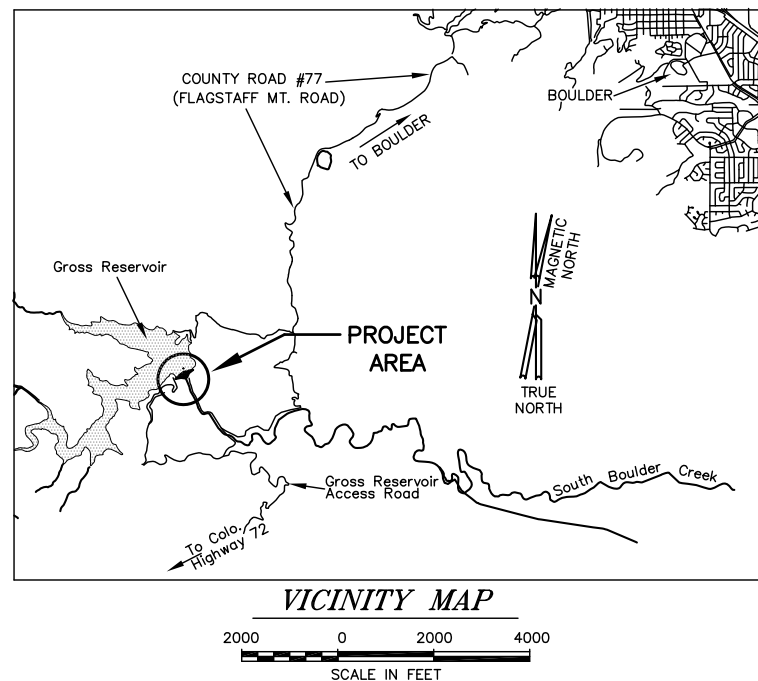 COUNTY ROAD #77
(FLAGSTAFF MT. ROAD)
BOULDER
TO BOULDER
MAGNETIC
NORTH
Gross Reservoir
N
PROJECT
AREA
TRUE
NORTH
Gross Reservoir
Access Road
South Boulder Creek
To Colo.
Highway 72
VICINITY MAP
2000 0 2000 4000
SCALE IN FEET